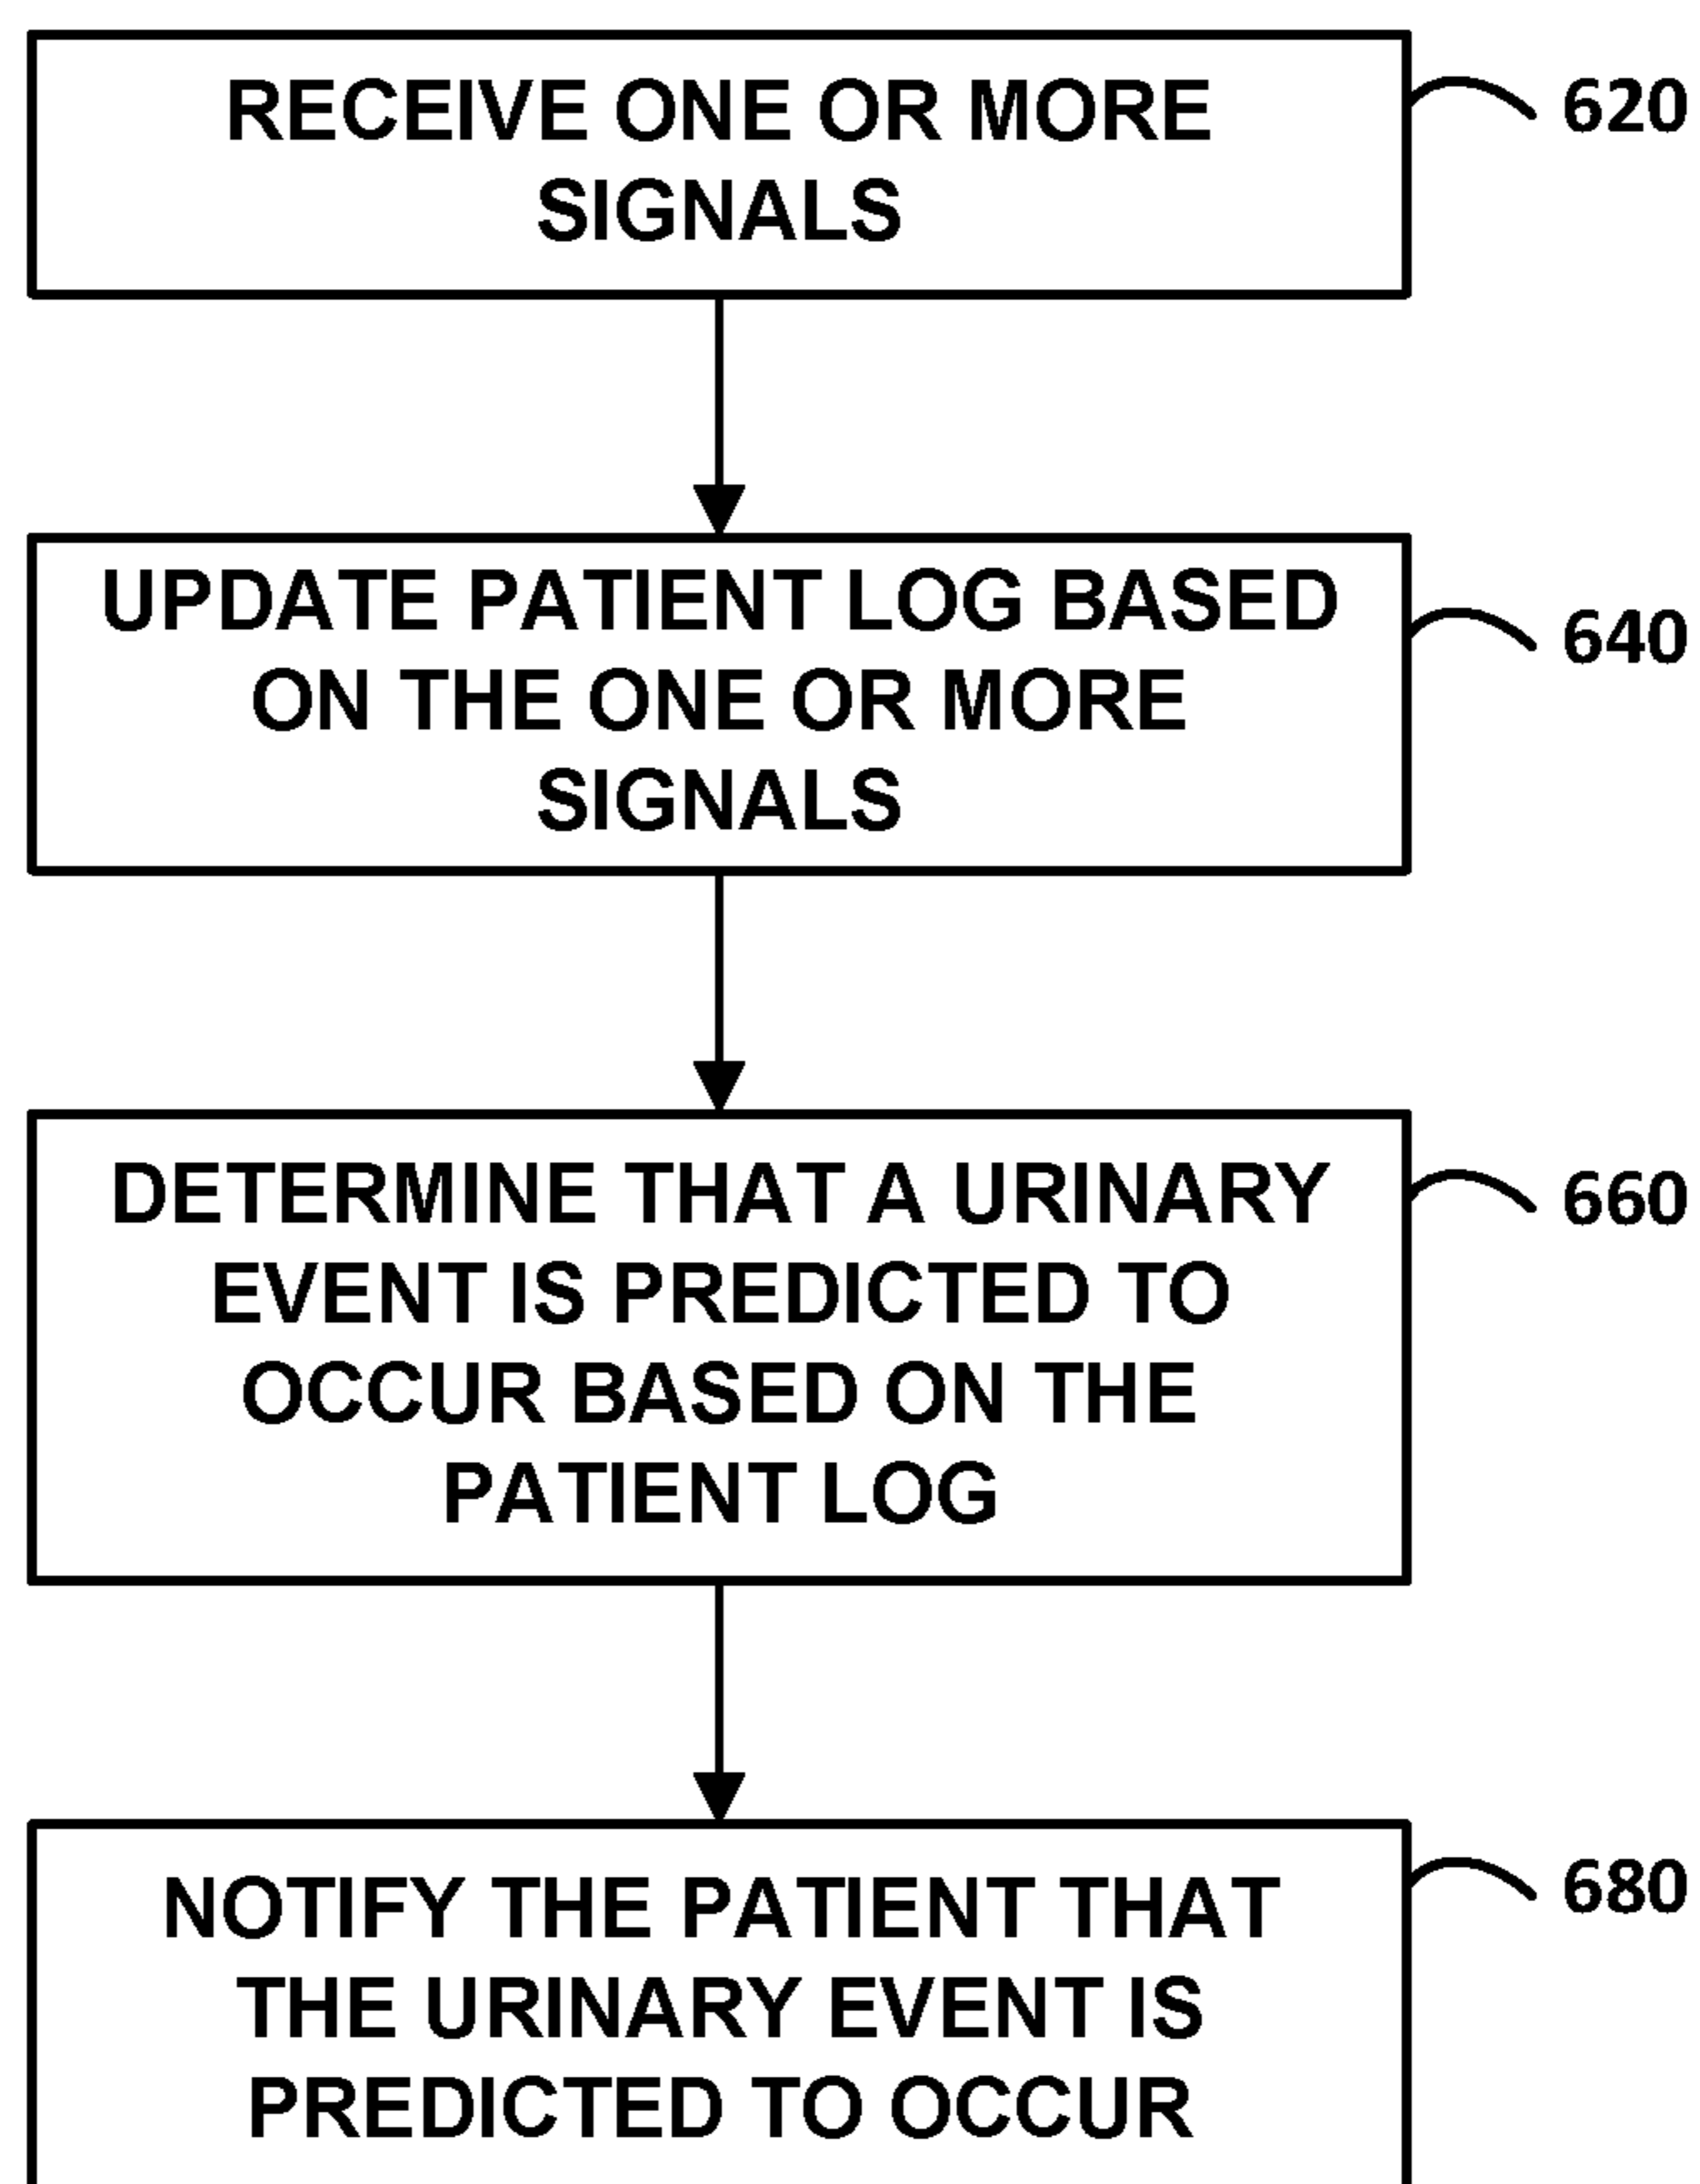 RECEIVE ONE OR MORE
SIGNALS
620
UPDATE PATIENT LOG BASED
ON THE ONE OR MORE
SIGNALS
640
DETERMINE THAT A URINARY
EVENT IS PREDICTED TO
OCCUR BASED ON THE
PATIENT LOG
660
NOTIFY THE PATIENT THAT
THE URINARY EVENT IS
PREDICTED TO OCCUR
680